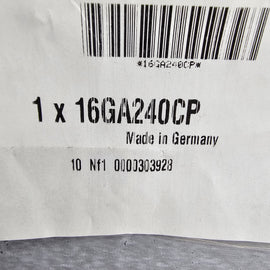 *16GA240CP*
1 x 16GA240CP
Made in Germany
10 Nf1 0000303928